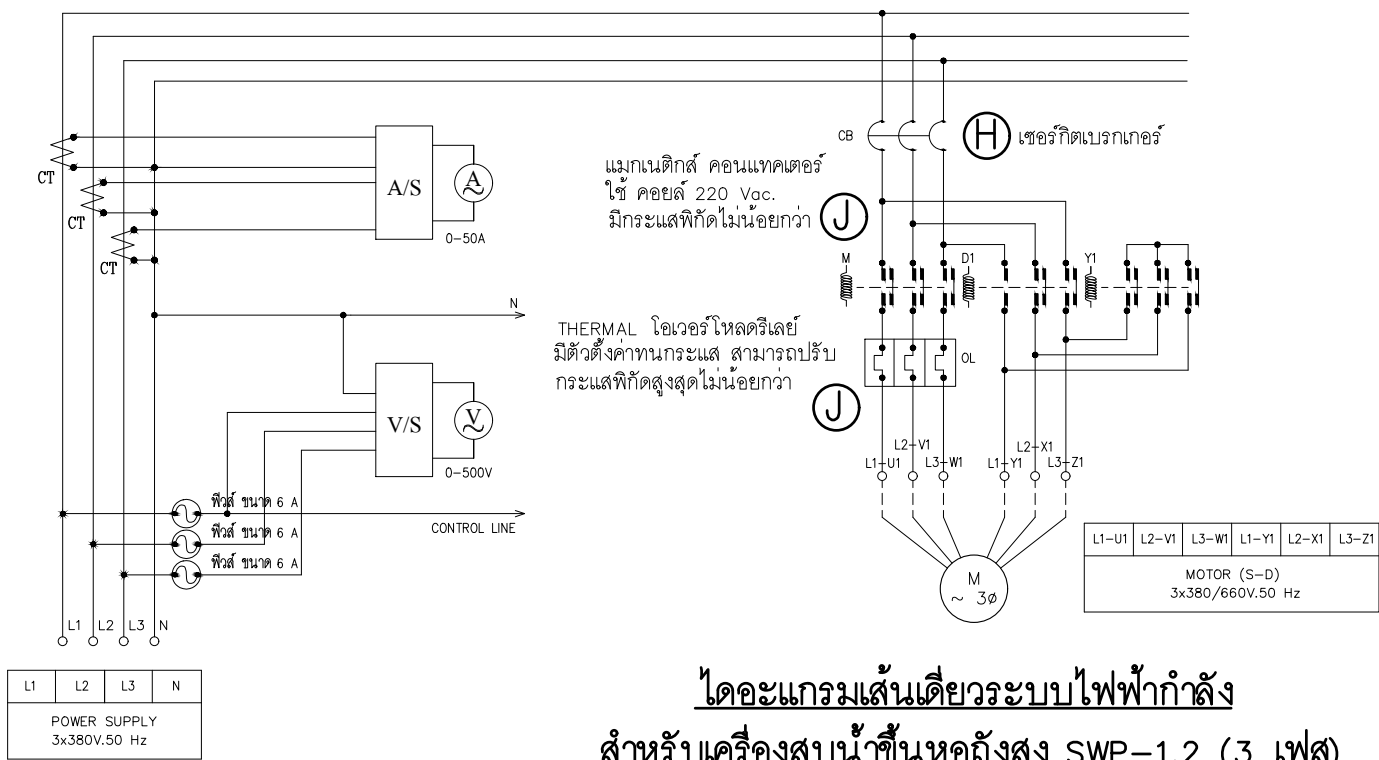 CB
H
เซอร์กิตเบรกเกอร์
แมกเนติกส์ คอนแทคเตอร์
ใช้ คอยล์ 220 Vac.
มีกระแสพิกัดไม่น้อยกว่า
J
CT
CT
CT
A/S
A
0-50A
M
D1
Y1
N
THERMAL โอเวอร์โหลดรีเลย์
มีตัวตั้งค่าทนกระแส สามารถปรับ
กระแสพิกัดสูงสุดไม่น้อยกว่า
J
OL
V/S
V
0-500V
L1-U1
L2-V1
L3-W1
L1-Y1
L2-X1
L3-Z1
ฟิวส์ ขนาด 6 A
ฟิวส์ ขนาด 6 A
ฟิวส์ ขนาด 6 A
CONTROL LINE
M
~ 3ø
L1-U1 L2-V1 L3-W1 L1-Y1 L2-X1 L3-Z1
MOTOR (S-D)
3x380/660V.50 Hz
L1 L2 L3 N
L1 L2 L3 N
POWER SUPPLY
3x380V.50 Hz
ไดอะแกรมเส้นเดียวระบบไฟฟ้ากำลัง
สำหรับเครื่องสูบน้ำขึ้นหอถังสูง SWP-1,2 (3 เฟส)